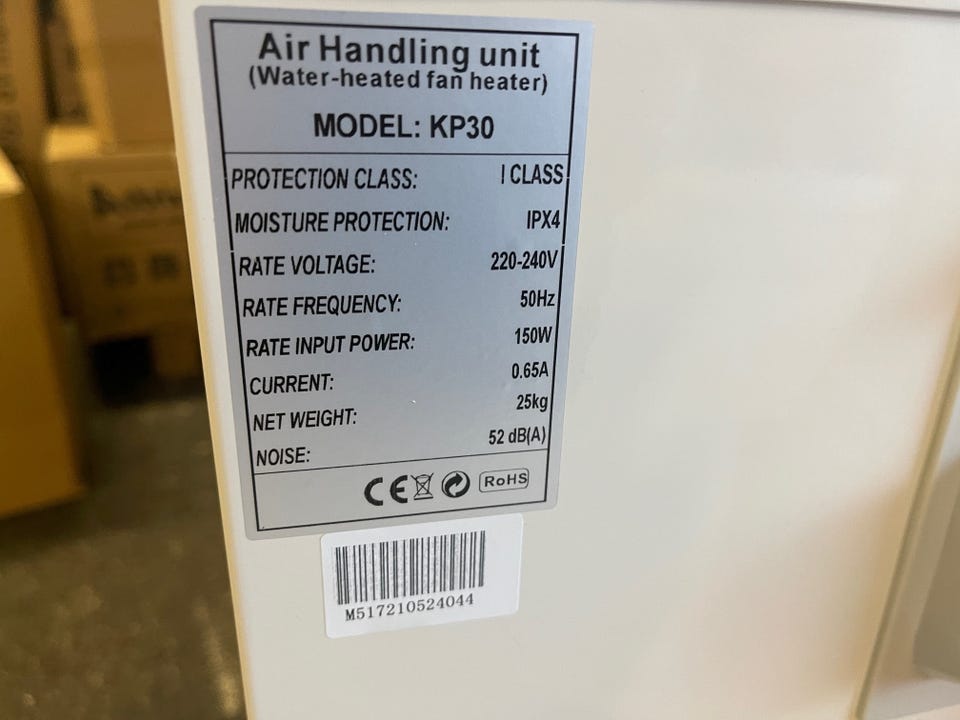 Air Handling unit
(Water-heated fan heater)
MODEL: KP30
PROTECTION CLASS: I CLASS
MOISTURE PROTECTION: IPX4
RATE VOLTAGE: 220-240V
RATE FREQUENCY: 50Hz
RATE INPUT POWER: 150W
CURRENT: 0.65A
NET WEIGHT: 25kg
NOISE: 52 dB(A)
CE RoHS
M517210524044